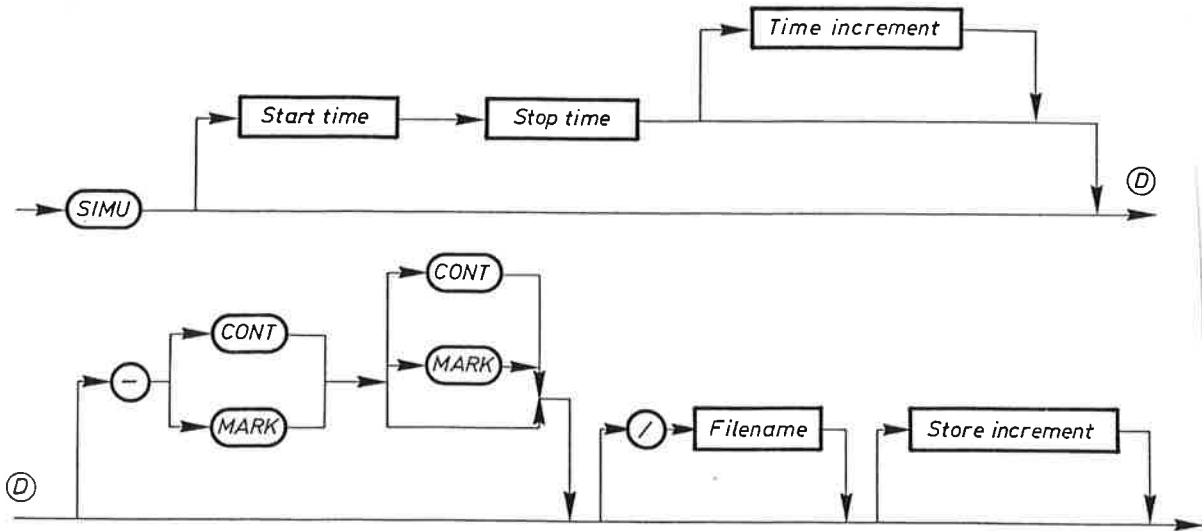 Time increment
Start time
Stop time
D
SIMU
CONT
CONT
MARK
-
MARK
/
Filename
Store increment
D